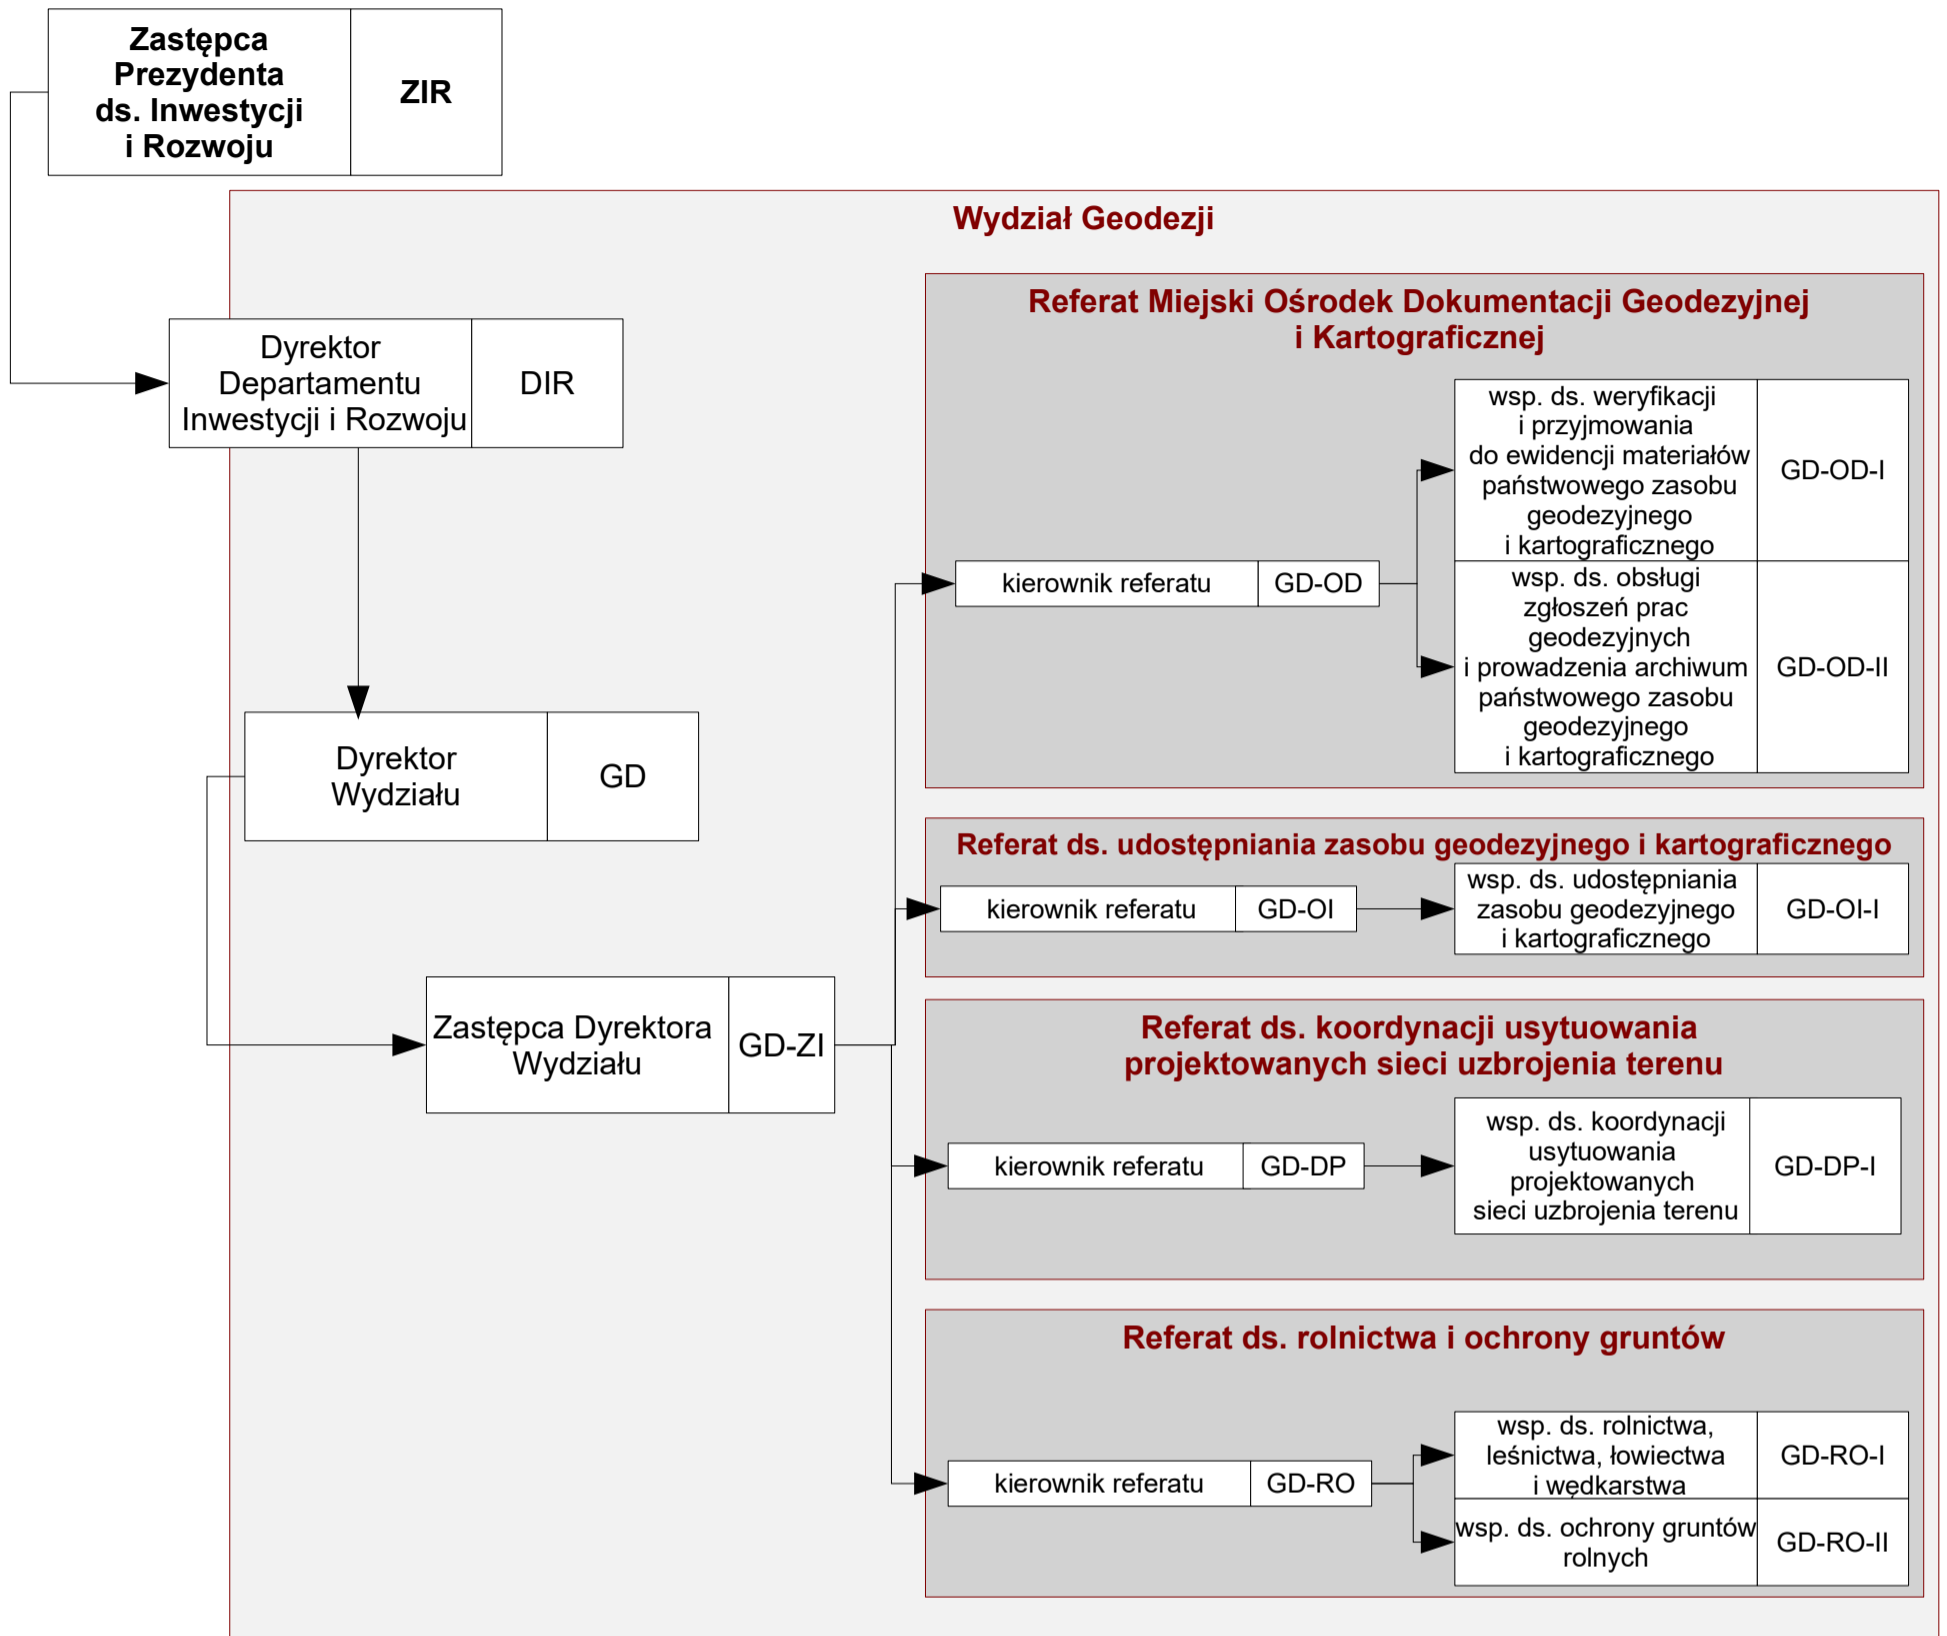 Zastępca
Prezydenta
ds. Inwestycji
i Rozwoju
ZIR
Wydział Geodezji
Dyrektor
Departamentu
Inwestycji i Rozwoju
DIR
Dyrektor
Wydziału
GD
Zastępca Dyrektora
Wydziału
GD-ZI
Referat Miejski Ośrodek Dokumentacji Geodezyjnej
i Kartograficznej
kierownik referatu
GD-OD
wsp. ds. weryfikacji
i przyjmowania
do ewidencji materiałów
państwowego zasobu
geodezyjnego
i kartograficznego
GD-OD-I
wsp. ds. obsługi
zgłoszeń prac
geodezyjnych
i prowadzenia archiwum
państwowego zasobu
geodezyjnego
i kartograficznego
GD-OD-II
Referat ds. udostępniania zasobu geodezyjnego i kartograficznego
kierownik referatu
GD-OI
wsp. ds. udostępniania
zasobu geodezyjnego
i kartograficznego
GD-OI-I
Referat ds. koordynacji usytuowania
projektowanych sieci uzbrojenia terenu
kierownik referatu
GD-DP
wsp. ds. koordynacji
usytuowania
projektowanych
sieci uzbrojenia terenu
GD-DP-I
Referat ds. rolnictwa i ochrony gruntów
kierownik referatu
GD-RO
wsp. ds. rolnictwa,
leśnictwa, łowiectwa
i wędkarstwa
GD-RO-I
wsp. ds. ochrony gruntów
rolnych
GD-RO-II